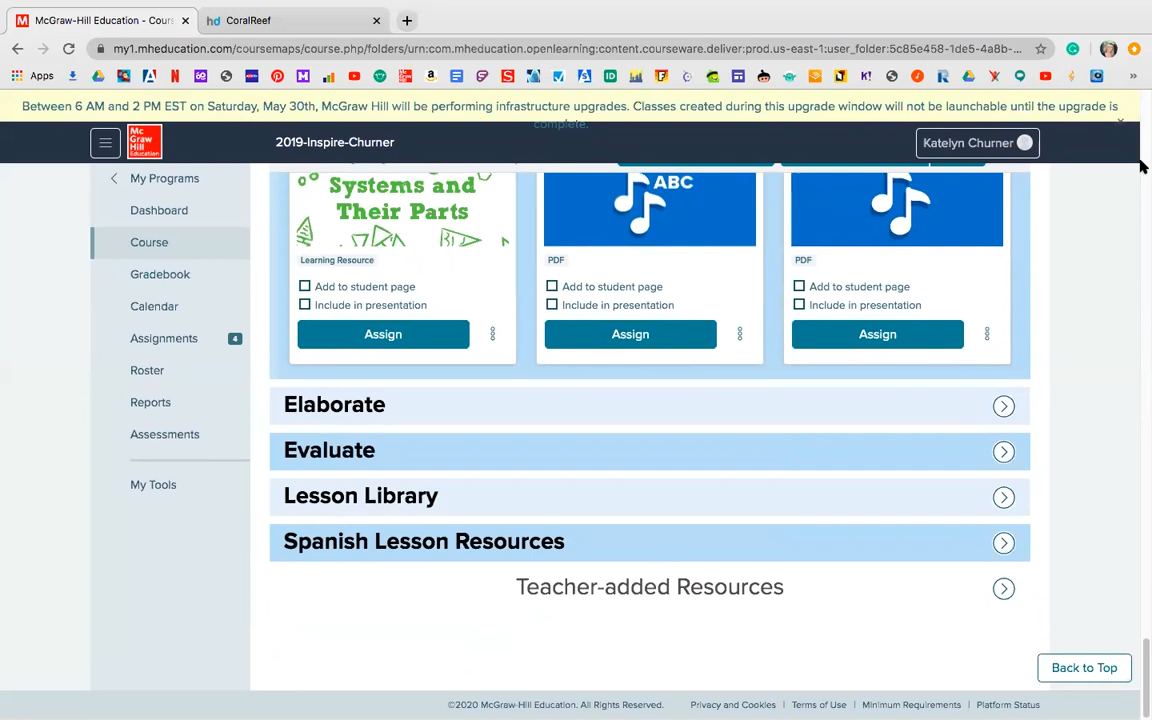 McGraw-Hill Education - Cours
CoralReef
my1.mheducation.com/coursemaps/course.php/folders/urn:com.mheducation.openlearning:content.courseware.deliver:prod.us-east-1:user_folder:5c85e458-1de5-4a8b-...
Apps
Between 6 AM and 2 PM EST on Saturday, May 30th, McGraw Hill will be performing infrastructure upgrades. Classes created during this upgrade window will not be launchable until the upgrade is
complete.
Mc
Graw
Hill
Education
2019-Inspire-Churner
Katelyn Churner
My Programs
Dashboard
Course
Gradebook
Calendar
Assignments 4
Roster
Reports
Assessments
My Tools
Systems and
Their Parts
Learning Resource
Add to student page
Include in presentation
Assign
ABC
PDF
Add to student page
Include in presentation
Assign
PDF
Add to student page
Include in presentation
Assign
Elaborate
Evaluate
Lesson Library
Spanish Lesson Resources
Teacher-added Resources
Back to Top
©2020 McGraw-Hill Education. All Rights Reserved.
Privacy and Cookies | Terms of Use | Minimum Requirements | Platform Status